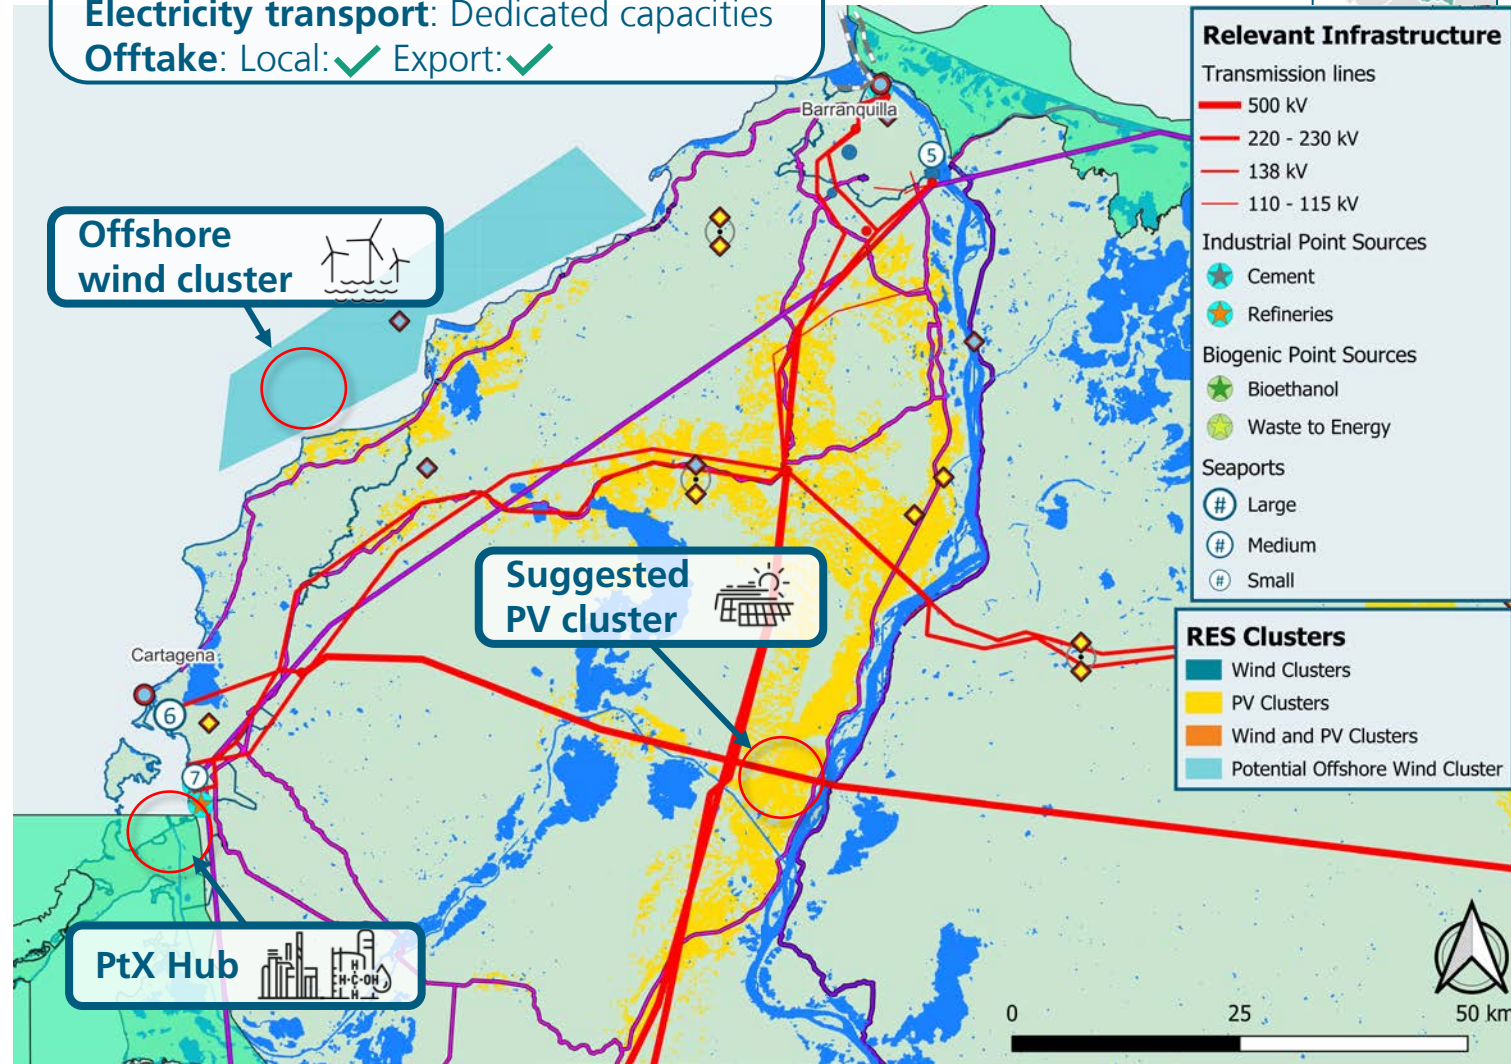 Electricity transport: Dedicated capacities
Offtake: Local: Export:
Relevant Infrastructure
Transmission lines
500 kV
220 - 230 kV
138 kV
110 - 115 kV
Industrial Point Sources
Cement
Refineries
Biogenic Point Sources
Bioethanol
Waste to Energy
Seaports
# Large
# Medium
# Small
RES Clusters
Wind Clusters
PV Clusters
Wind and PV Clusters
Potential Offshore Wind Cluster
Barranquilla
5
Offshore
wind cluster
Suggested
PV cluster
Cartagena
6
7
PtX Hub
H
H-C-OH
H
0 25 50 km